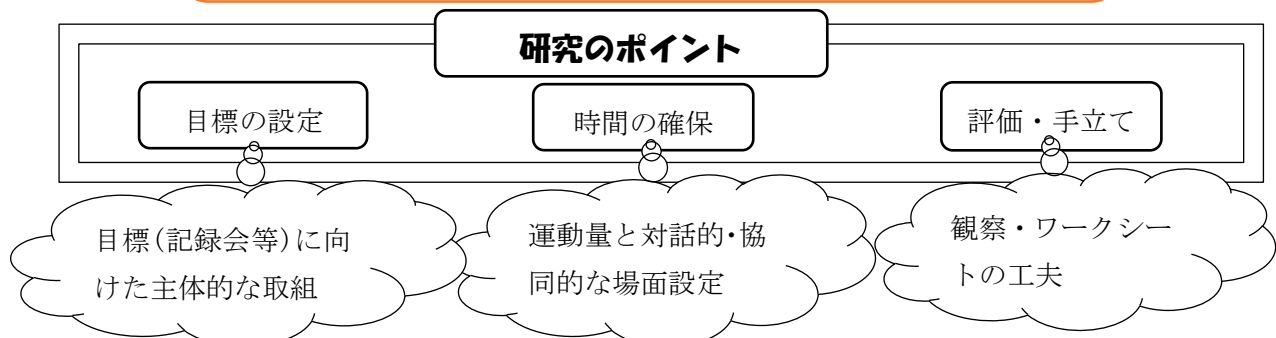 研究のポイント
目標の設定
時間の確保
評価・手立て
目標(記録会等)に向
けた主体的な取組
運動量と対話的・協
同的な場面設定
観察・ワークシー
トの工夫